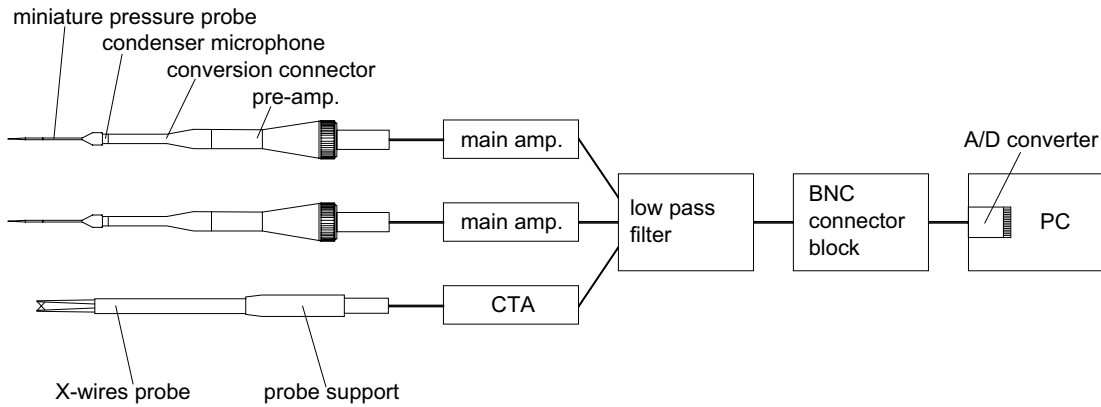 miniature pressure probe
condenser microphone
conversion connector
pre-amp.
main amp.
A/D converter
main amp.
low pass
filter
BNC
connector
block
PC
CTA
X-wires probe
probe support